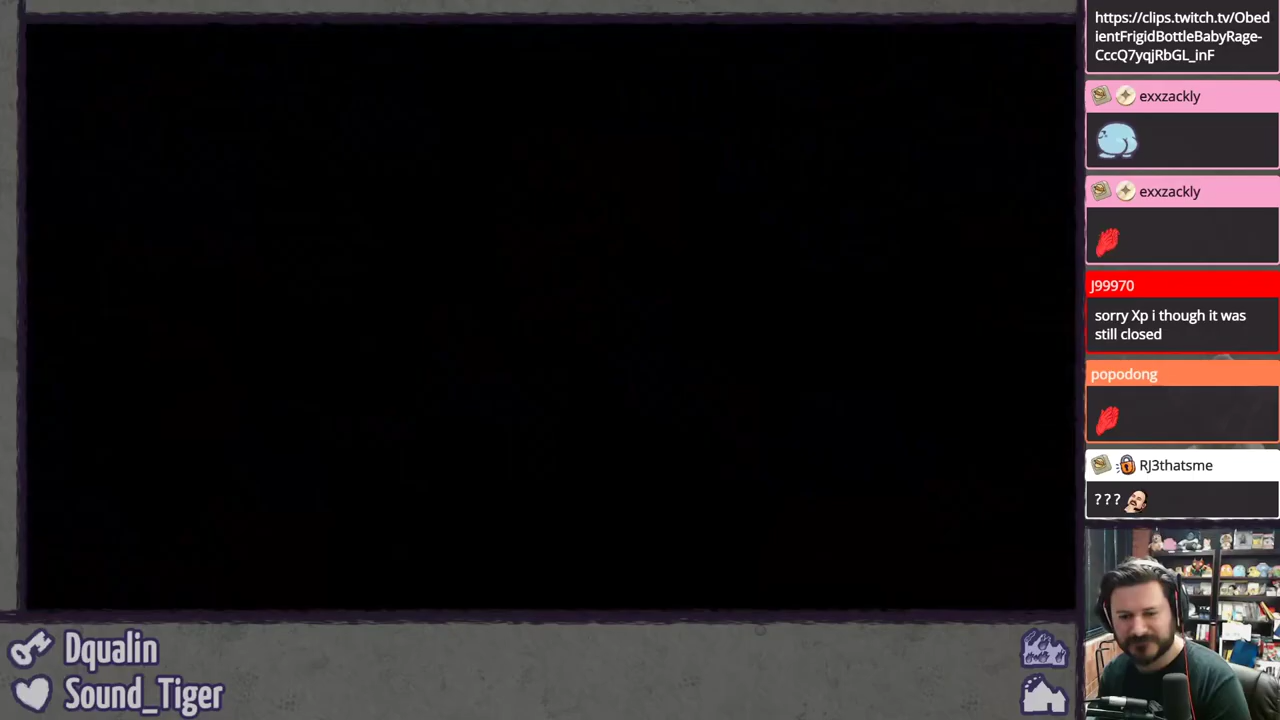 https://clips.twitch.tv/Obed
ientFrigidBottleBabyRage-
CccQ7yqjRbGL_inF
exxzackly
exxzackly
J99970
sorry Xp i though it was
still closed
popodong
RJ3thatsme
???
Dqualin
Sound_Tiger